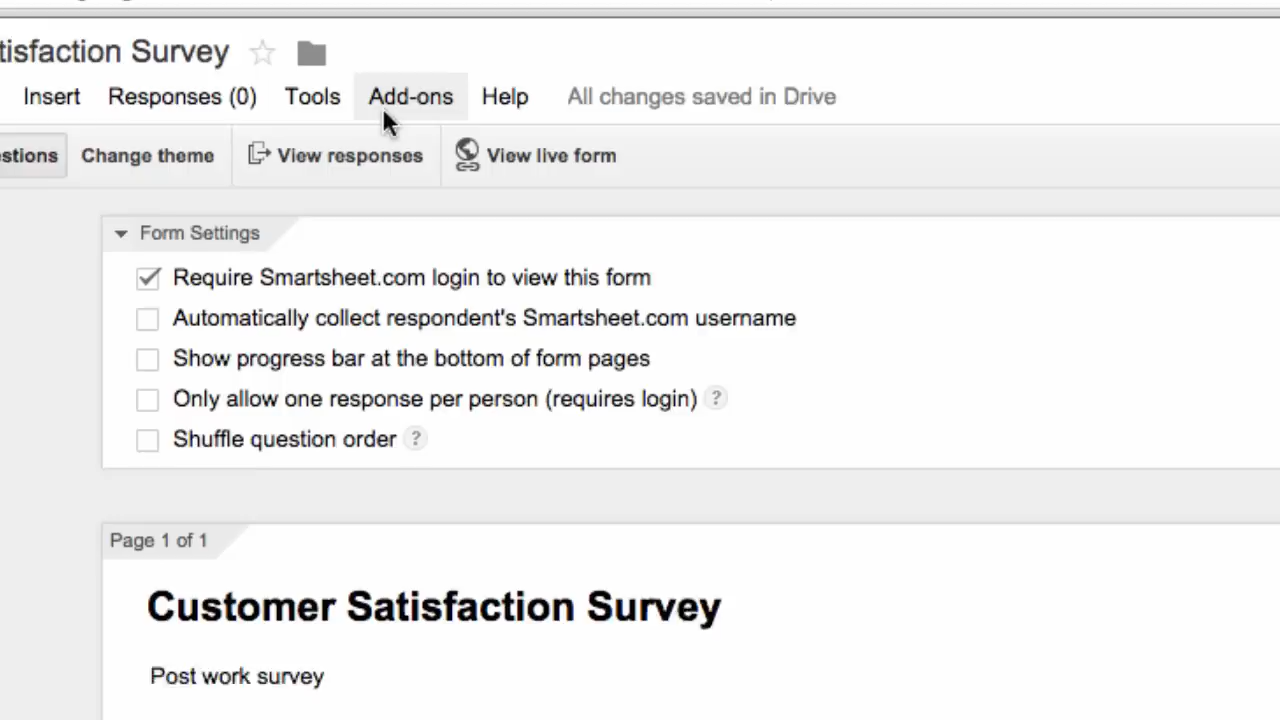 tisfaction Survey
Insert Responses (0) Tools Add-ons Help All changes saved in Drive
estions Change theme View responses View live form
Form Settings
Require Smartsheet.com login to view this form
Automatically collect respondent's Smartsheet.com username
Show progress bar at the bottom of form pages
Only allow one response per person (requires login) ?
Shuffle question order ?
Page 1 of 1
Customer Satisfaction Survey
Post work survey